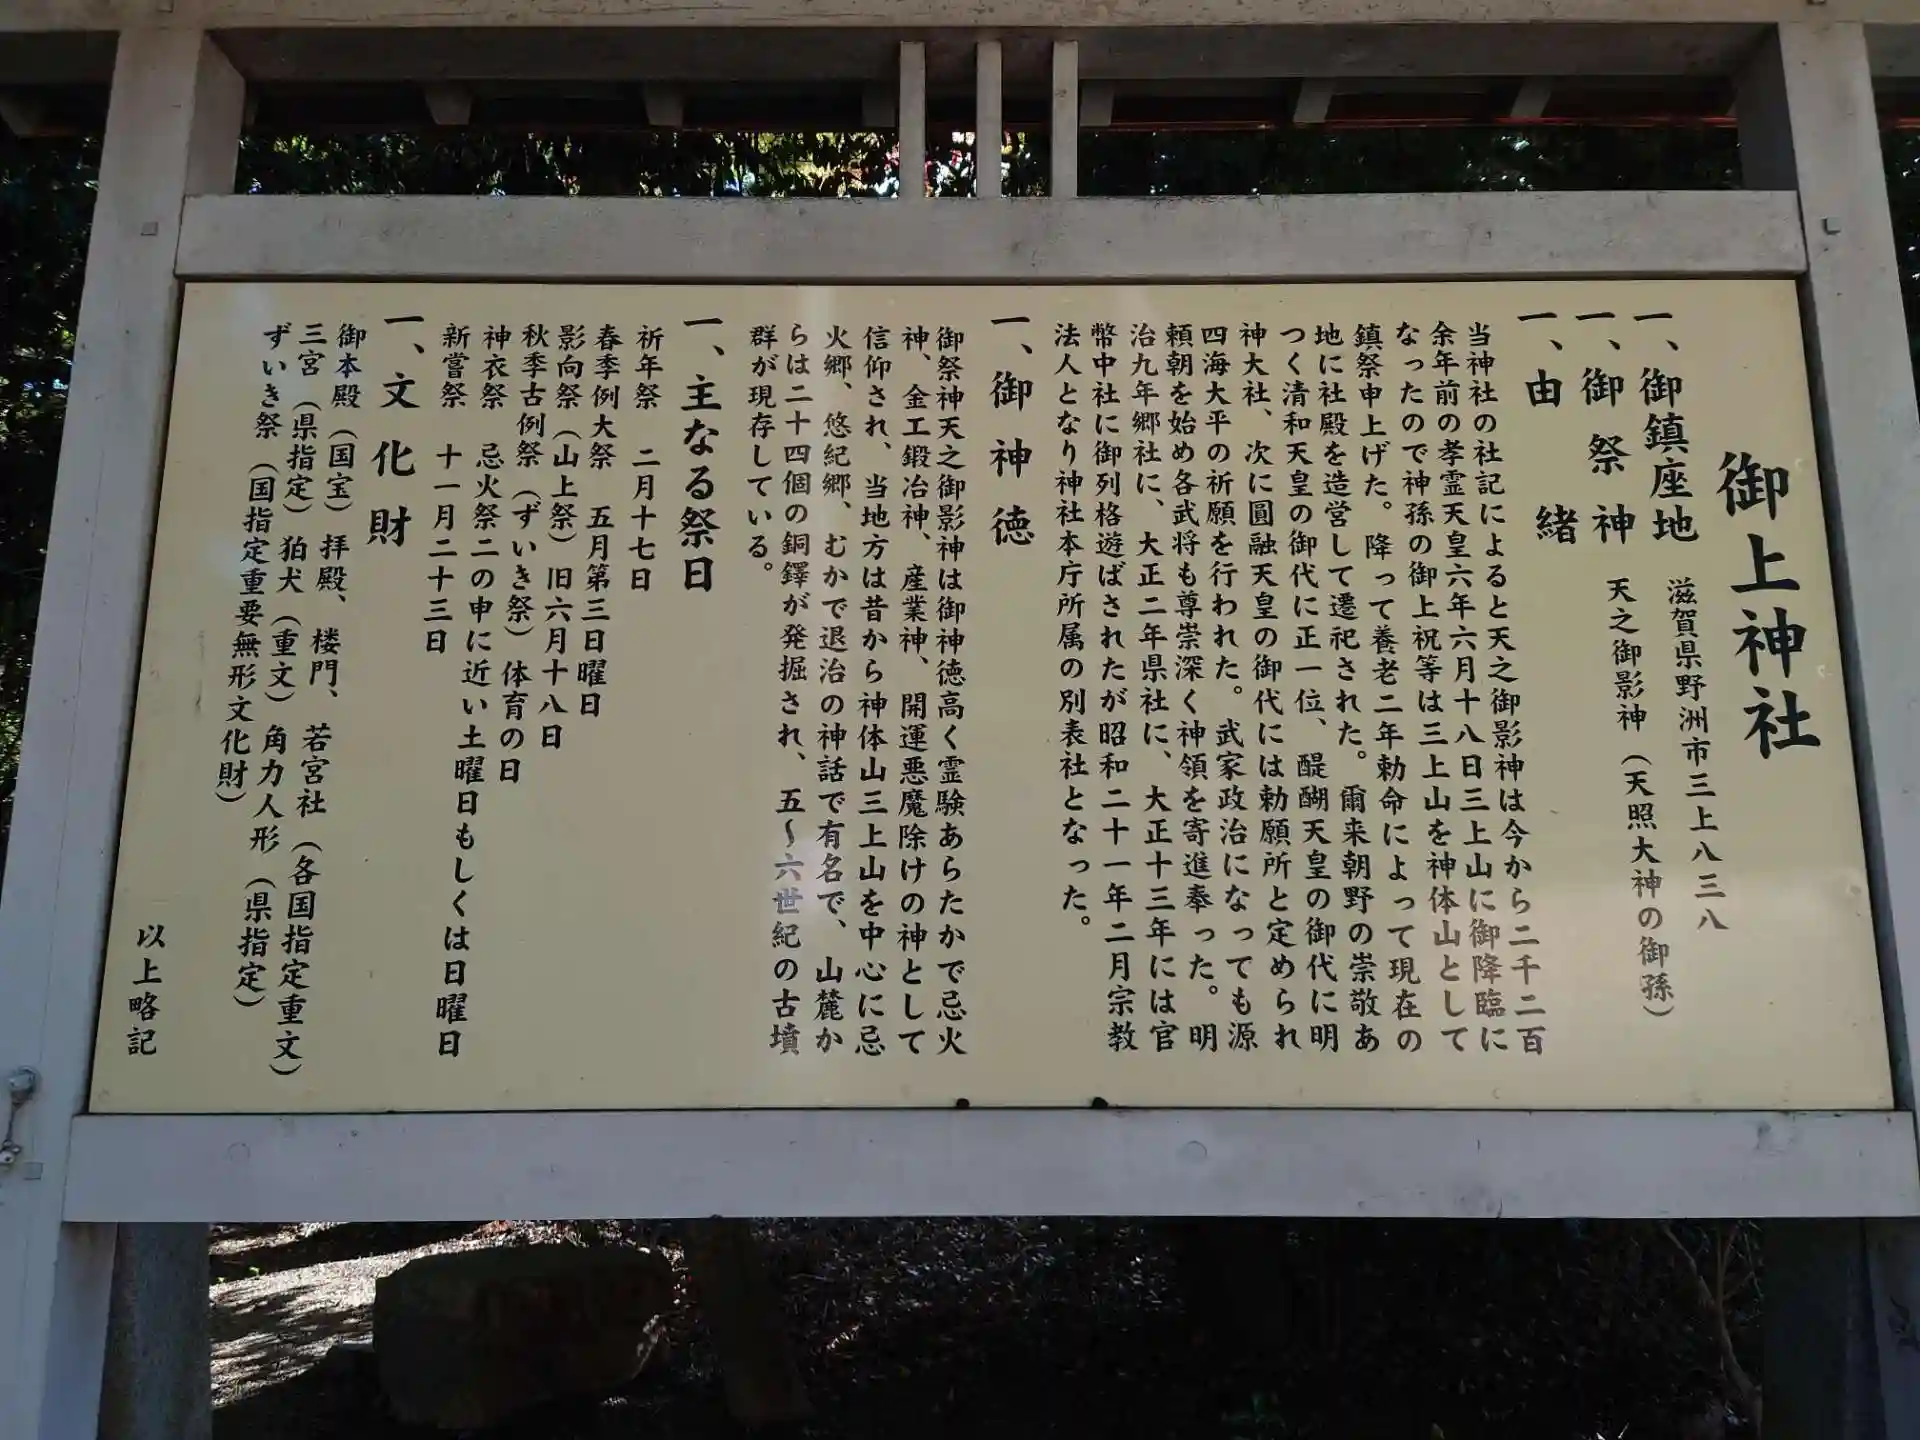 御上神社
一、御鎮座地　滋賀県野洲市三上八三八
一、御祭神　天之御影神（天照大神の御孫）
一、由緒
当神社の社記によると天之御影神は今から二千二百
余年前の孝霊天皇六年六月十八日三上山に御降臨に
なったので神孫の御上祝等は三上山を神体山として
鎮祭申上げた。降って養老二年勅命によって現在の
地に社殿を造営して遷祀された。爾来朝野の崇敬あ
つく清和天皇の御代に正一位、醍醐天皇の御代に明
神大社、次に圓融天皇の御代には勅願所と定められ
四海大平の祈願を行われた。武家政治になっても源
頼朝を始め各武将も尊崇深く神領を寄進奉った。明
治九年郷社に、大正二年県社に、大正十三年には官
幣中社に御列格遊ばされたが昭和二十一年二月宗教
法人となり神社本庁所属の別表社となった。
一、御神徳
御祭神天之御影神は御神徳高く霊験あらたかで忌火
神、金工鍛冶神、産業神、開運悪魔除けの神として
信仰され、当地方は昔から神体山三上山を中心に忌
火郷、悠紀郷、むかで退治の神話で有名で、山麓か
らは二十四個の銅鐸が発掘され、五〜六世紀の古墳
群が現存している。
一、主なる祭日
祈年祭　二月十七日
春季例大祭　五月第三日曜日
影向祭（山上祭）旧六月十八日
秋季古例祭（ずいき祭）体育の日
神衣祭　忌火祭二の申に近い土曜日もしくは日曜日
新嘗祭　十一月二十三日
一、文化財
御本殿（国宝）拝殿、楼門、若宮社（各国指定重文）
三宮（県指定）狛犬（重文）角力人形（県指定）
ずいき祭（国指定重要無形文化財）
以上略記